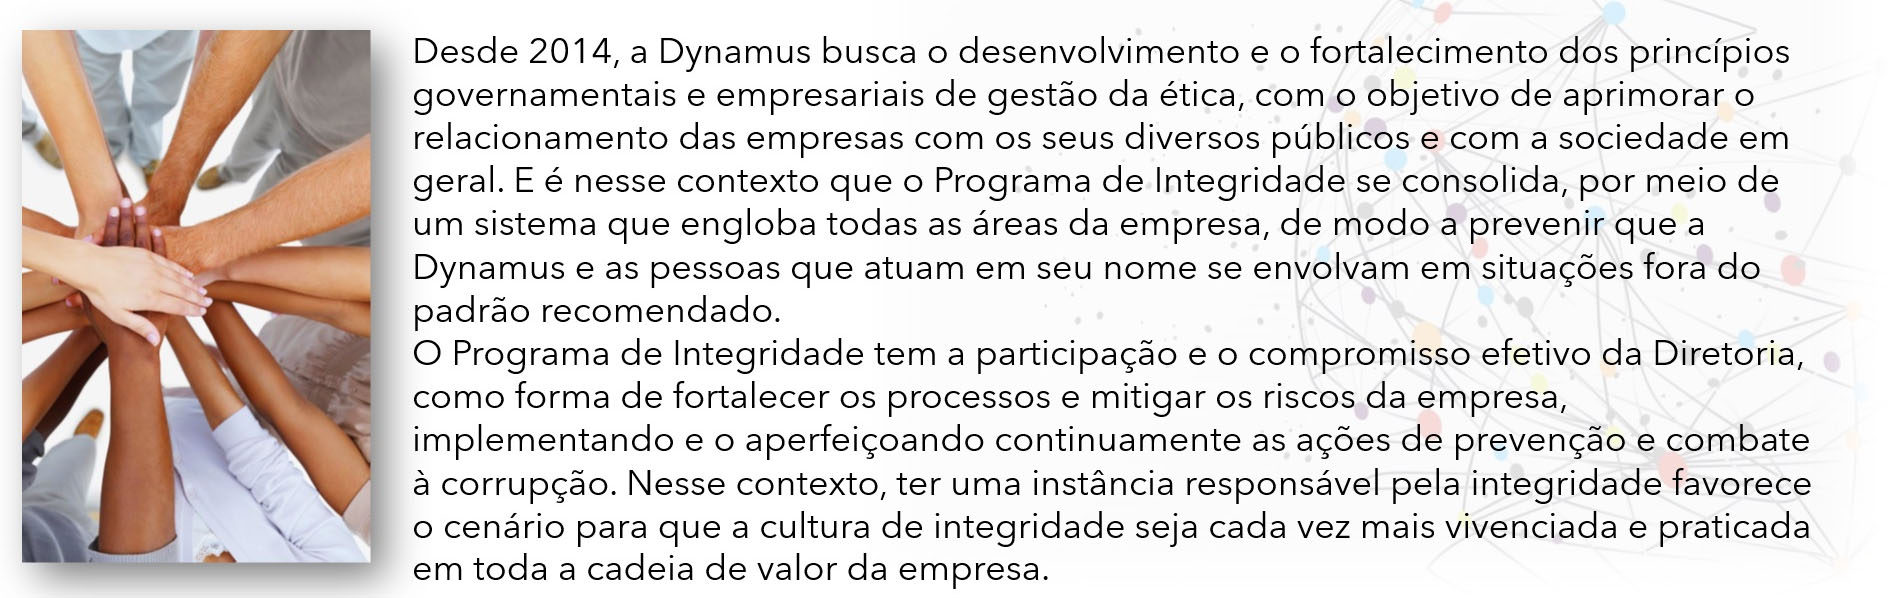 Desde 2014, a Dynamus busca o desenvolvimento e o fortalecimento dos princípios
governamentais e empresariais de gestão da ética, com o objetivo de aprimorar o
relacionamento das empresas com os seus diversos públicos e com a sociedade em
geral. E é nesse contexto que o Programa de Integridade se consolida, por meio de
um sistema que engloba todas as áreas da empresa, de modo a prevenir que a
Dynamus e as pessoas que atuam em seu nome se envolvam em situações fora do
padrão recomendado.
O Programa de Integridade tem a participação e o compromisso efetivo da Diretoria,
como forma de fortalecer os processos e mitigar os riscos da empresa,
implementando e o aperfeiçoando continuamente as ações de prevenção e combate
à corrupção. Nesse contexto, ter uma instância responsável pela integridade favorece
o cenário para que a cultura de integridade seja cada vez mais vivenciada e praticada
em toda a cadeia de valor da empresa.